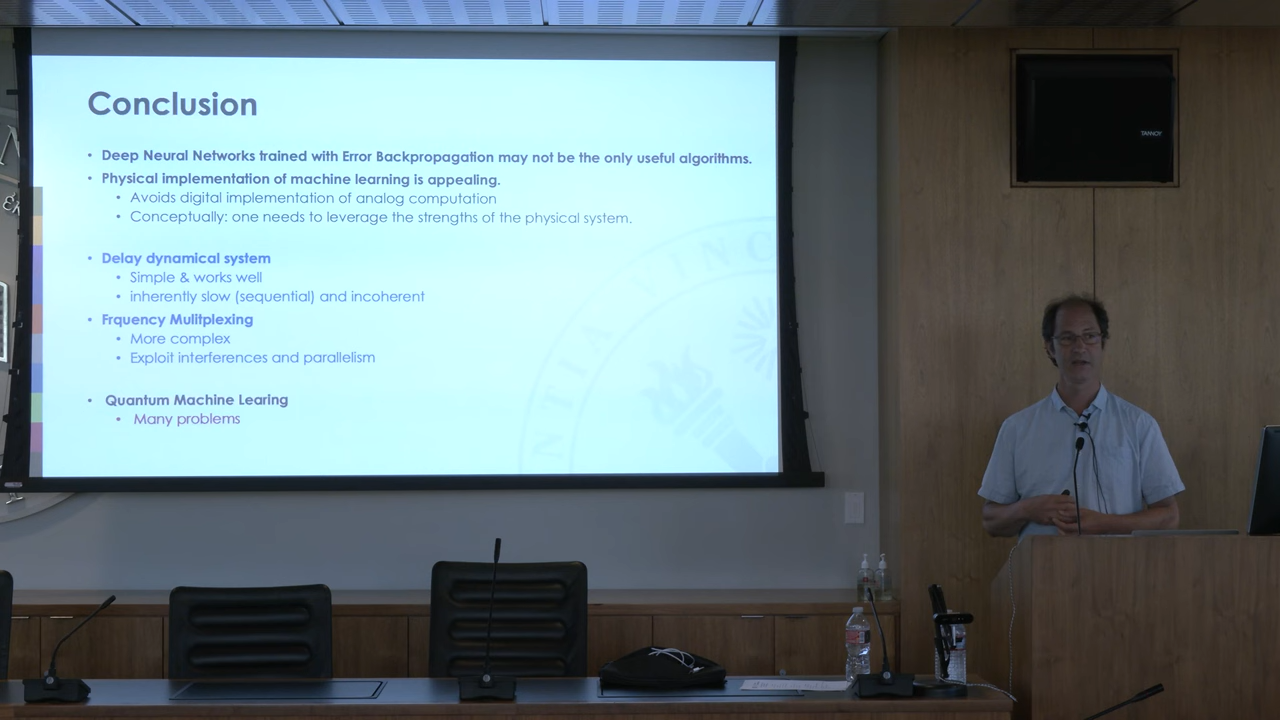 Conclusion
• Deep Neural Networks trained with Error Backpropagation may not be the only useful algorithms.
• Physical implementation of machine learning is appealing.
• Avoids digital implementation of analog computation
• Conceptually: one needs to leverage the strengths of the physical system.
• Delay dynamical system
• Simple & works well
• inherently slow (sequential) and incoherent
• Frquency Mulitplexing
• More complex
• Exploit interferences and parallelism
• Quantum Machine Learing
• Many problems
TANNOY